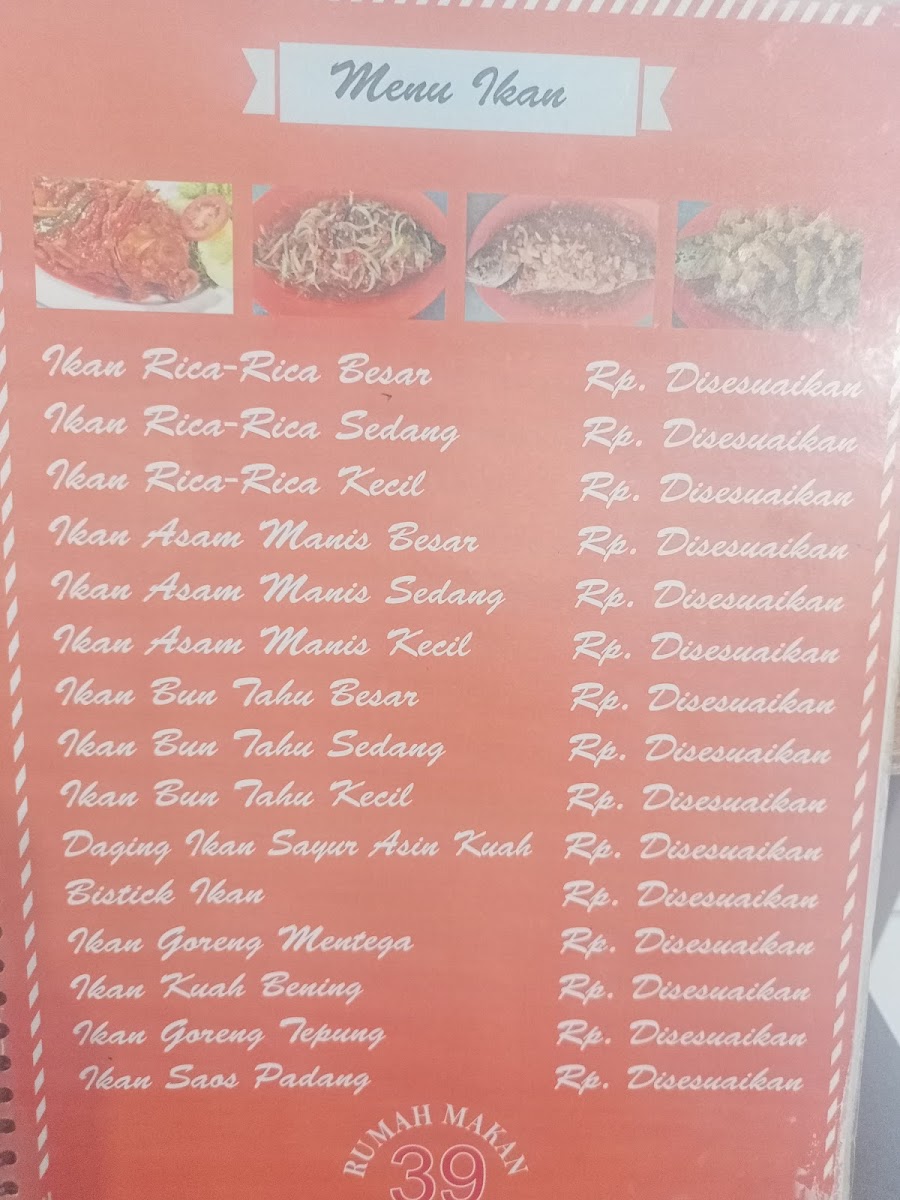 Menu Ikan
Ikan Rica-Rica Besar Rp. Disesuaikan
Ikan Rica-Rica Sedang Rp. Disesuaikan
Ikan Rica-Rica Kecil Rp. Disesuaikan
Ikan Asam Manis Besar Rp. Disesuaikan
Ikan Asam Manis Sedang Rp. Disesuaikan
Ikan Asam Manis Kecil Rp. Disesuaikan
Ikan Bun Tahu Besar Rp. Disesuaikan
Ikan Bun Tahu Sedang Rp. Disesuaikan
Ikan Bun Tahu Kecil Rp. Disesuaikan
Daging Ikan Sayur Asin Kuah Rp. Disesuaikan
Bistick Ikan Rp. Disesuaikan
Ikan Goreng Mentega Rp. Disesuaikan
Ikan Kuah Bening Rp. Disesuaikan
Ikan Goreng Tepung Rp. Disesuaikan
Ikan Saos Padang Rp. Disesuaikan
RUMAH MAKAN
39